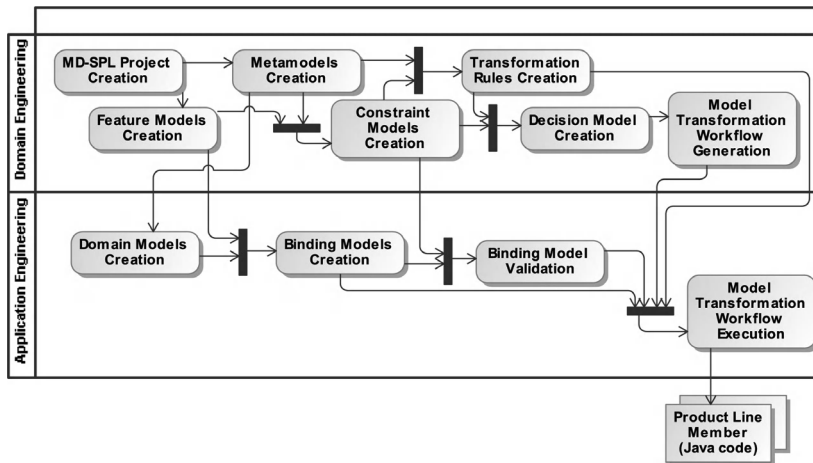 Domain Engineering
MD-SPL Project
Creation
Metamodels
Creation
Transformation
Rules Creation
Feature Models
Creation
Constraint
Models
Creation
Decision Model
Creation
Model
Transformation
Workflow
Generation
Application Engineering
Domain Models
Creation
Binding Models
Creation
Binding Model
Validation
Model
Transformation
Workflow
Execution
Product Line
Member
(Java code)